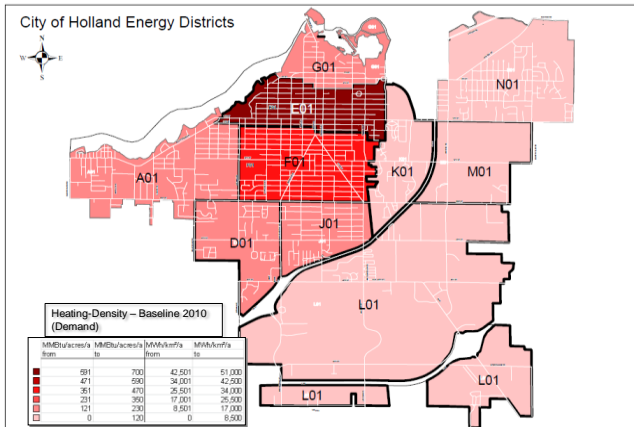 City of Holland Energy Districts
N
W E
S
G01
N01
E01
F01
K01
M01
A01
J01
D01
L01
L01
L01
Heating-Density – Baseline 2010
(Demand)
MMBtu/acres/a from MMBtu/acres/a to MWh/km²/a from MWh/km²/a to
591 700 42,501 51,000
471 590 34,001 42,500
351 470 25,501 34,000
231 350 17,001 25,500
121 230 8,501 17,000
0 120 0 8,500